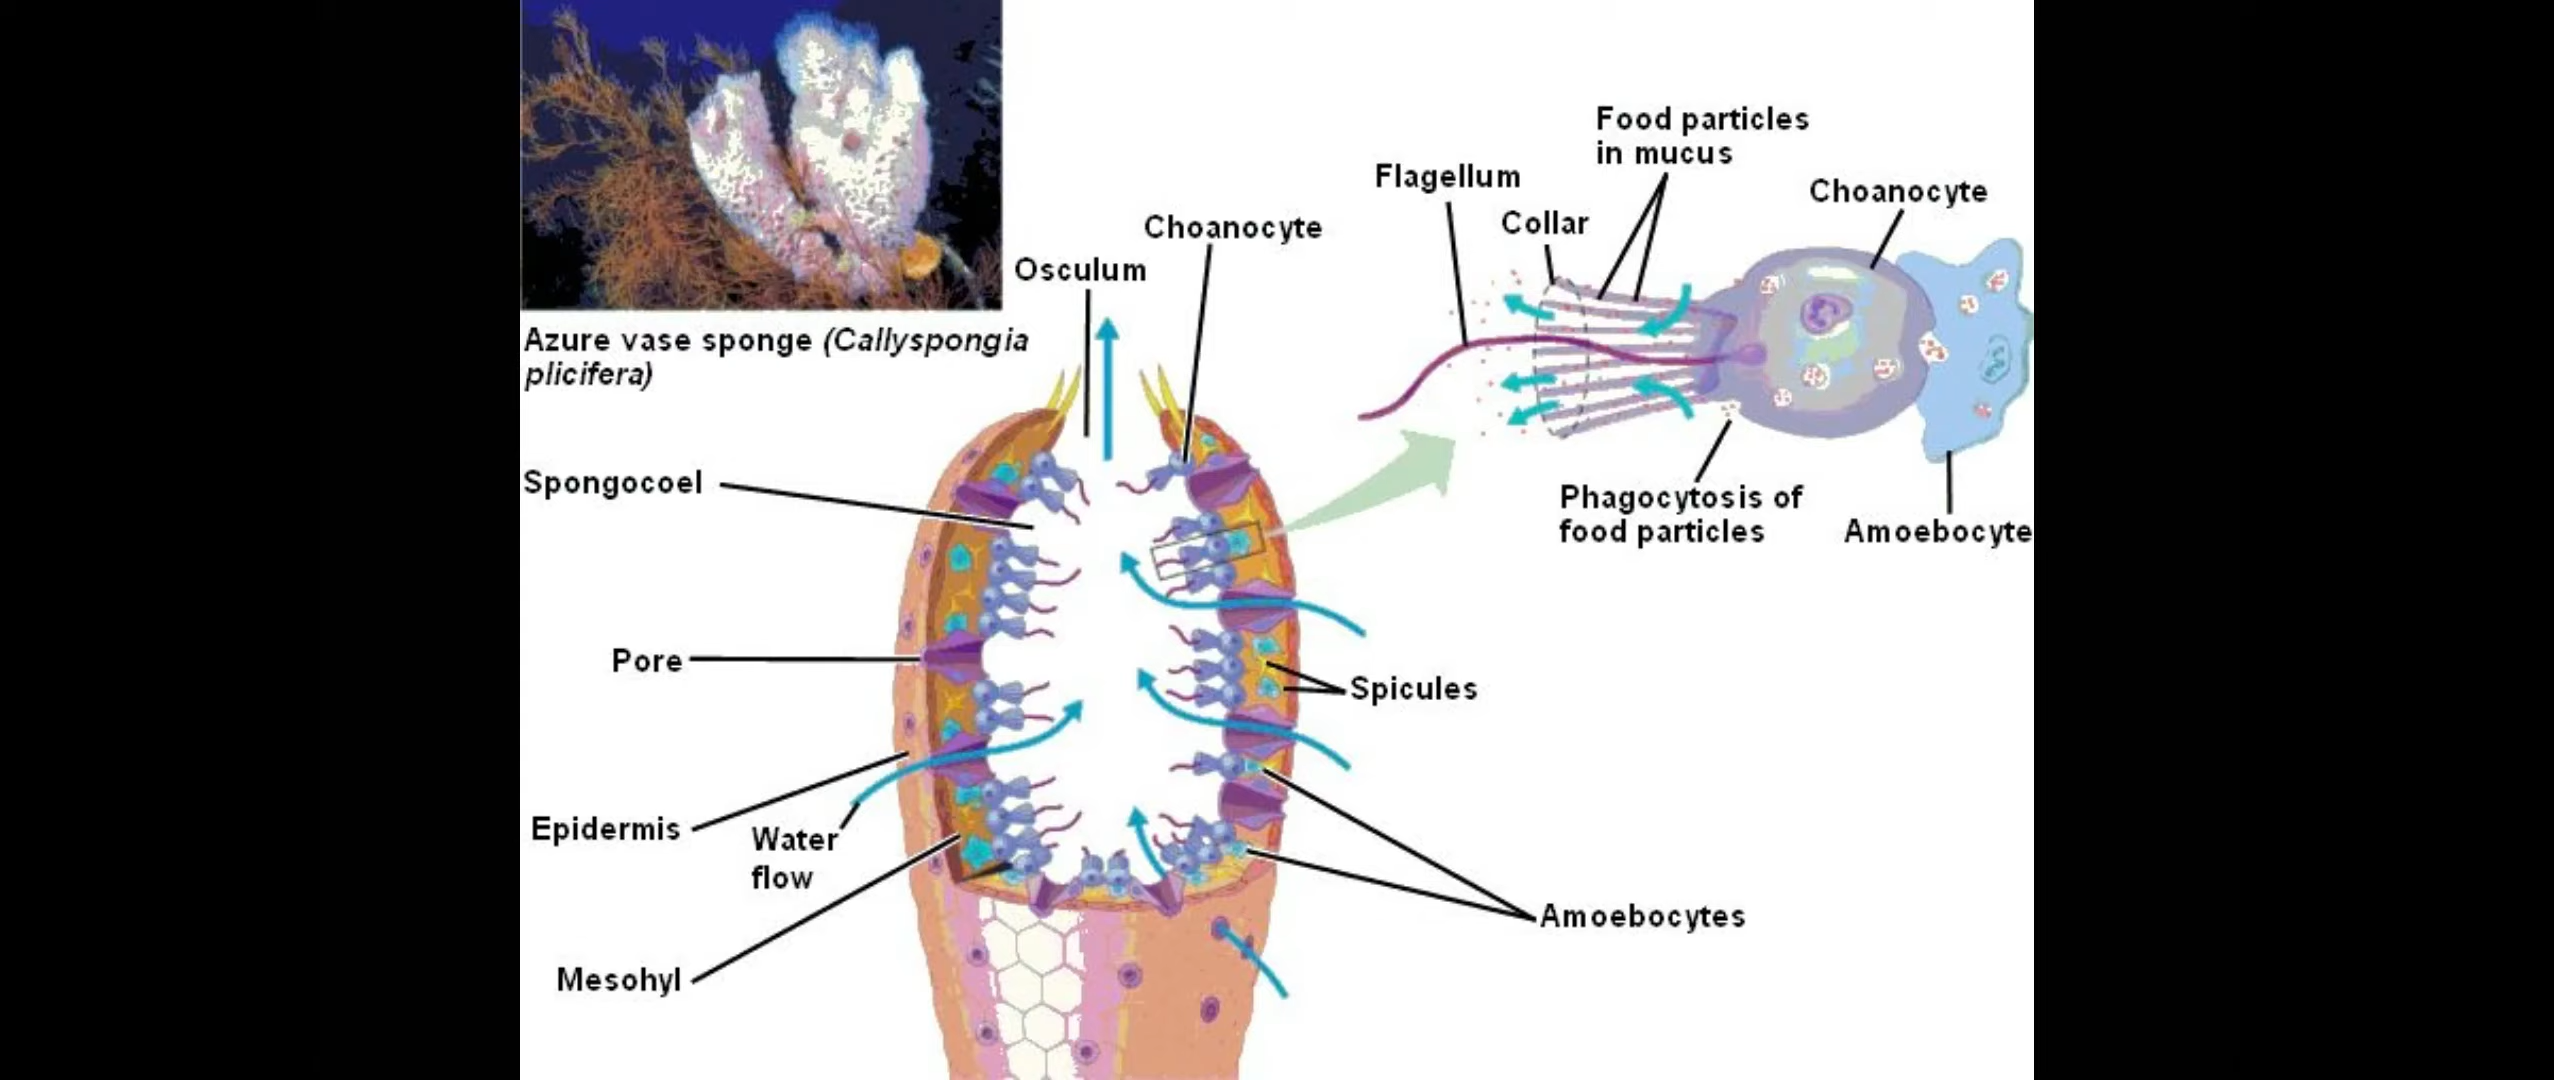 Food particles
in mucus
Flagellum
Choanocyte
Collar
Choanocyte
Osculum
Azure vase sponge (Callyspongia
plicifera)
Spongocoel
Phagocytosis of
food particles
Amoebocyte
Pore
Spicules
Epidermis
Water
flow
Amoebocytes
Mesohyl